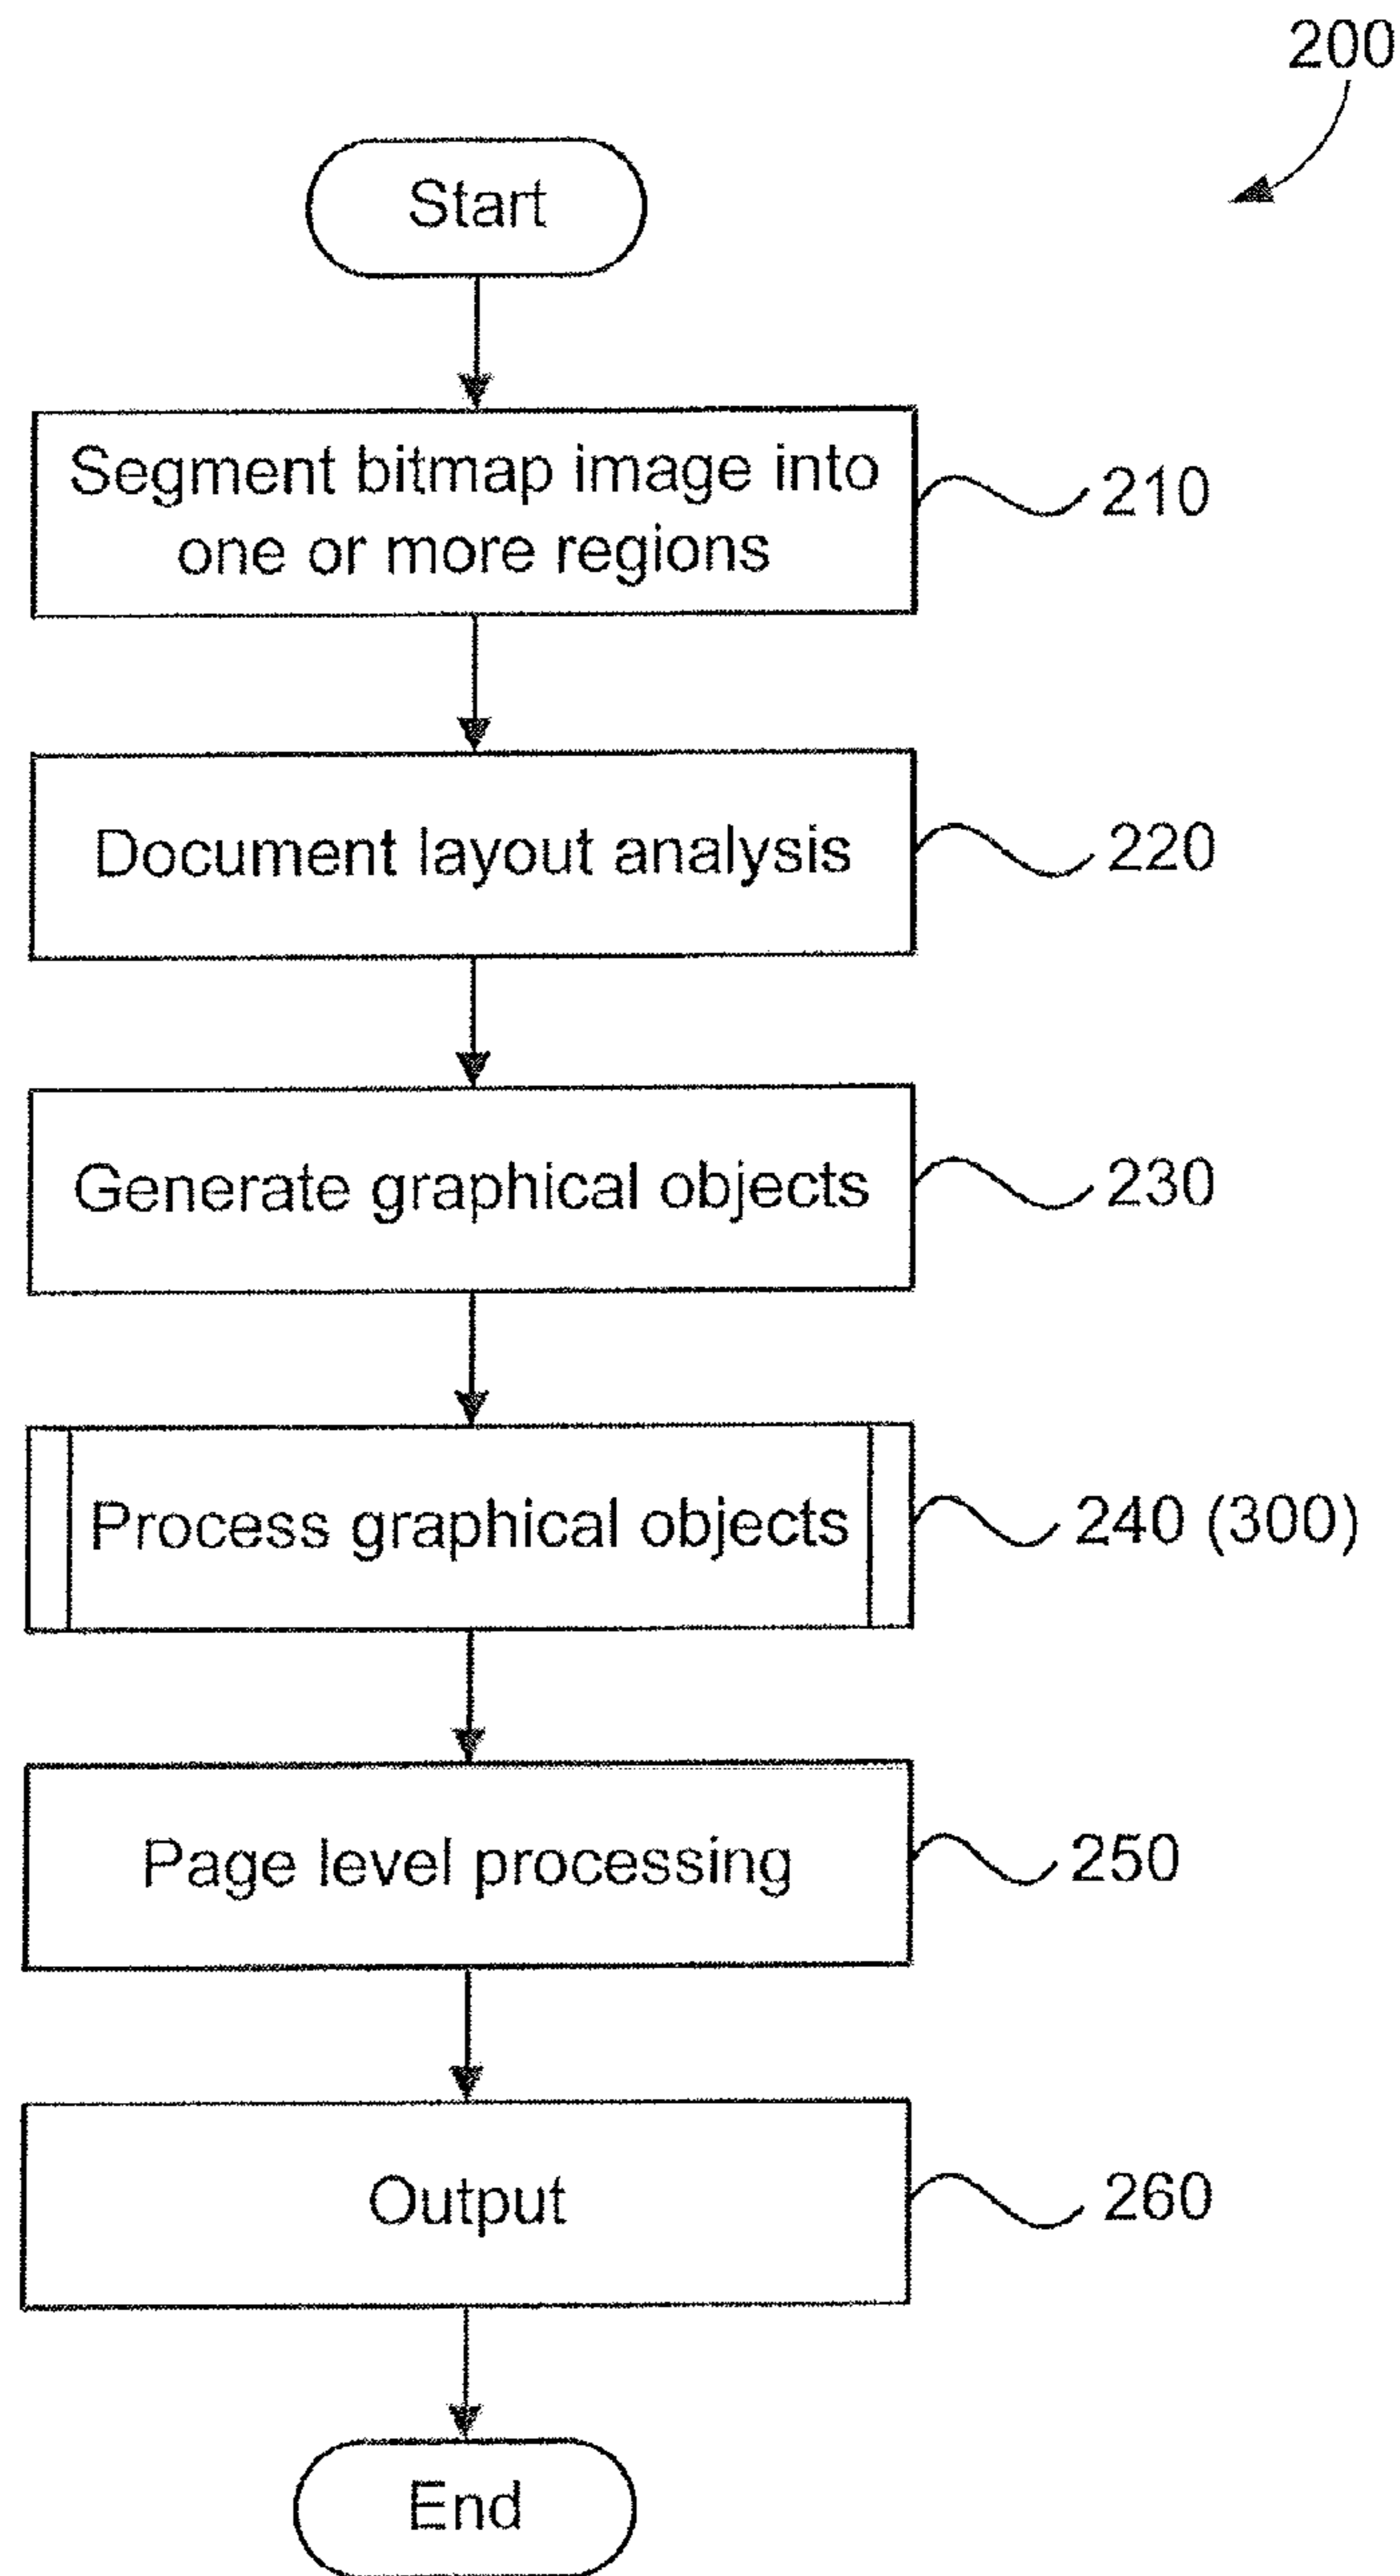 200
Start
Segment bitmap image into
one or more regions
210
Document layout analysis
220
Generate graphical objects
230
Process graphical objects
240 (300)
Page level processing
250
Output
260
End